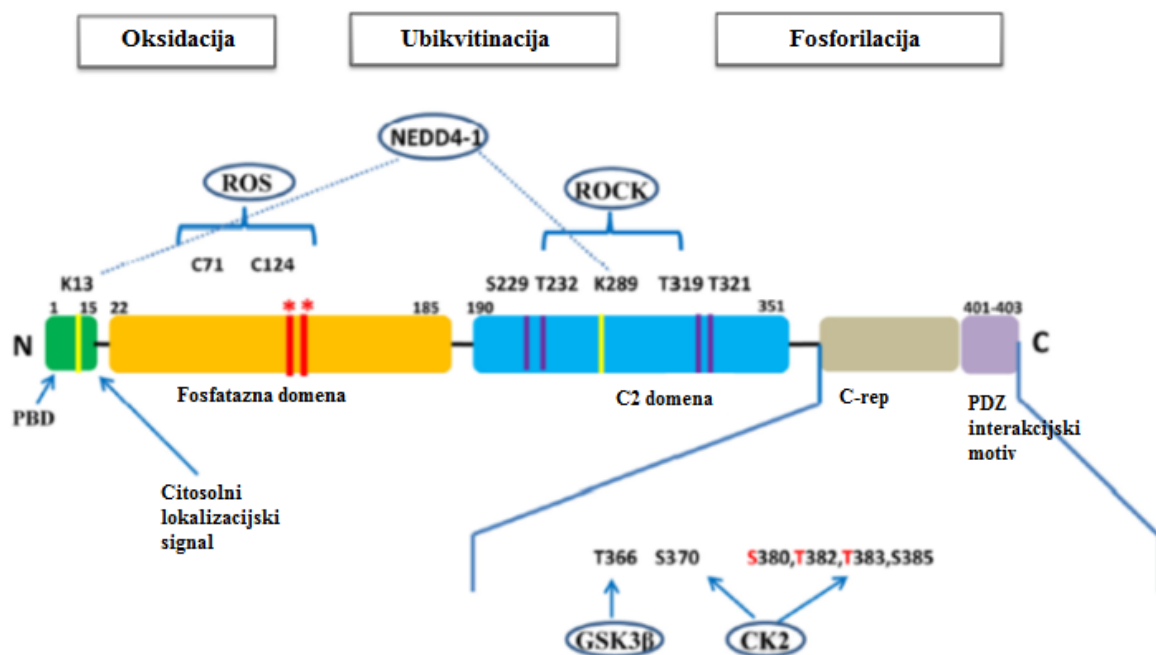 Oksidacija Ubikvitinacija Fosforilacija
NEDD4-1
ROS ROCK
C71 C124
K13 S229 T232 K289 T319 T321
1 15 22 185 190 351 401-403
N * * C
PBD Fosfatazna domena C2 domena C-rep PDZ
interakcijski
motiv
Citosolni
lokalizacijski
signal
T366 S370 S380,T382,T383,S385
GSK3β CK2